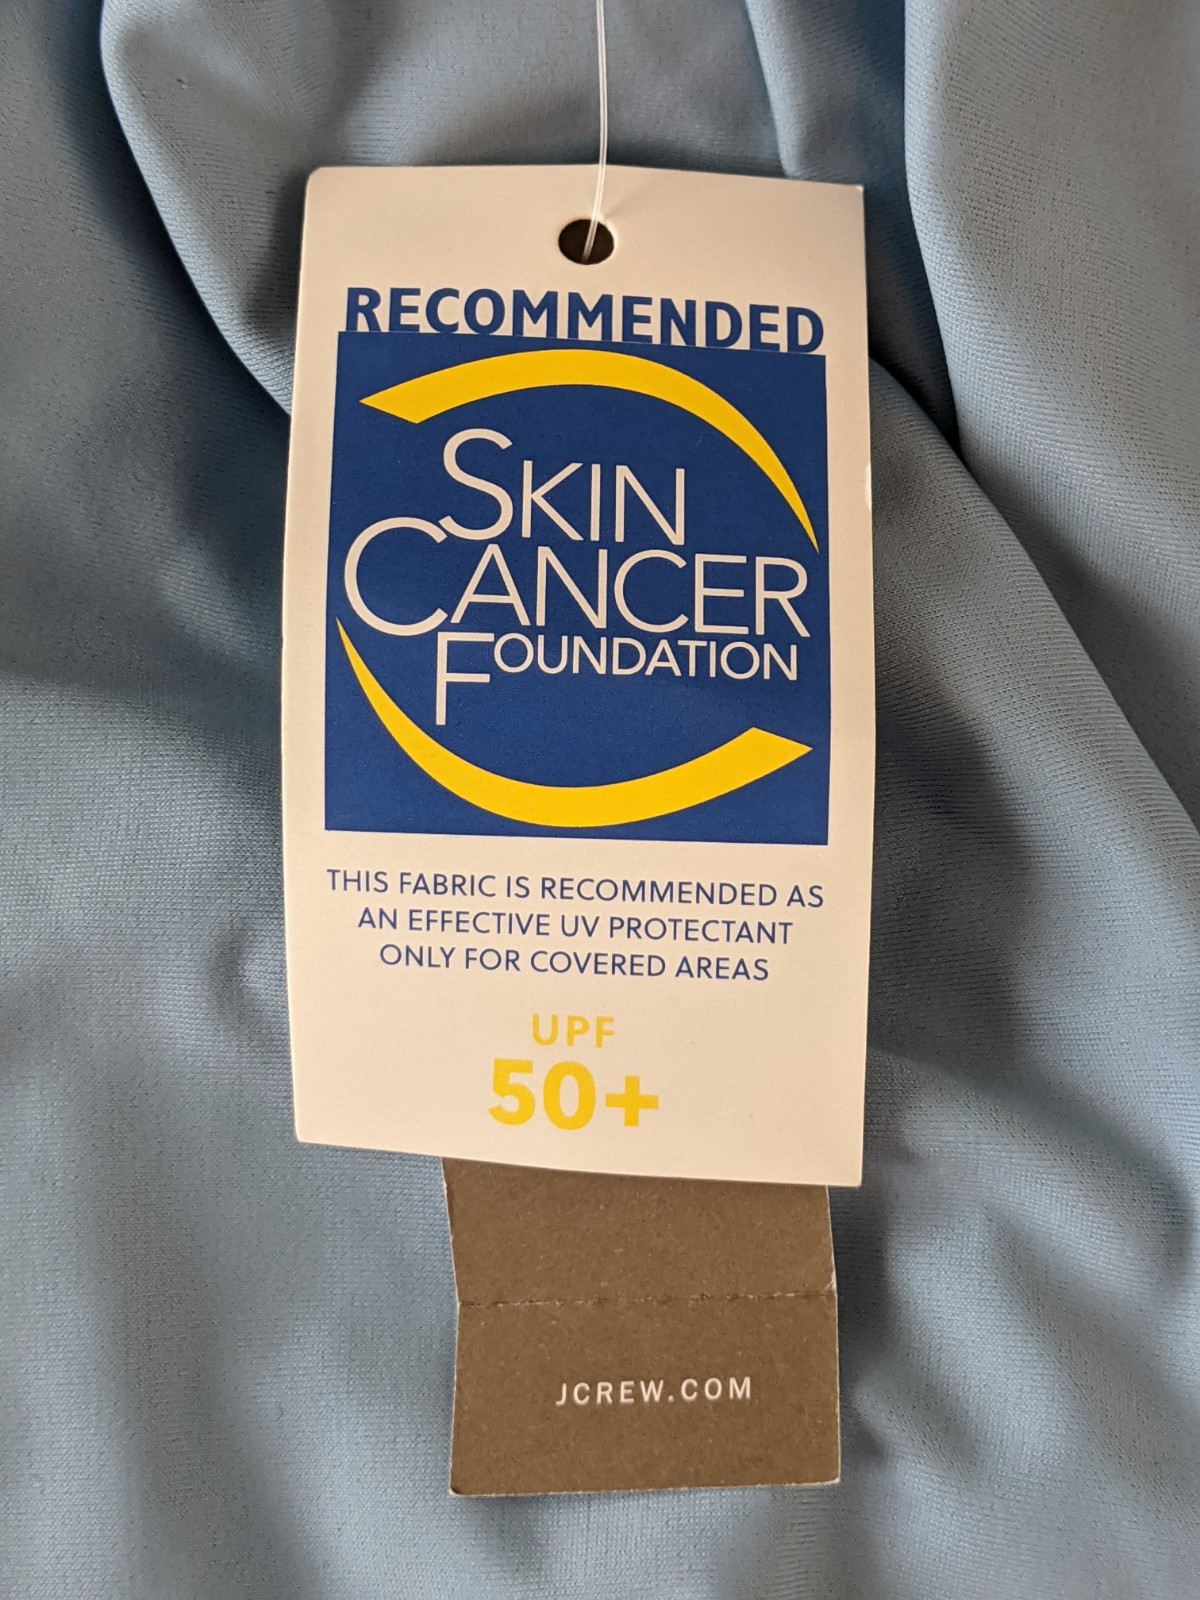 RECOMMENDED
SKIN
CANCER
FOUNDATION
THIS FABRIC IS RECOMMENDED AS
AN EFFECTIVE UV PROTECTANT
ONLY FOR COVERED AREAS
UPF
50+
JCREW.COM